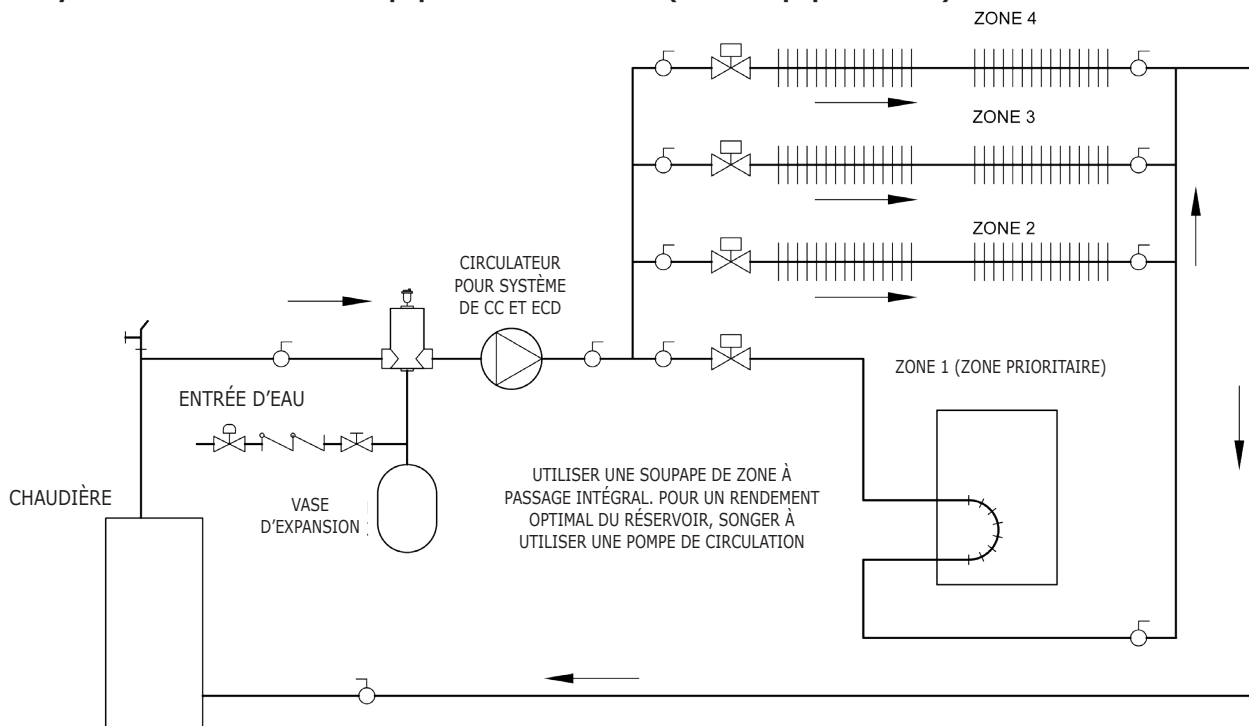 ZONE 4
ZONE 3
ZONE 2
CIRCULATEUR
POUR SYSTÈME
DE CC ET ECD
ZONE 1 (ZONE PRIORITAIRE)
ENTRÉE D'EAU
CHAUDIÈRE
VASE
D'EXPANSION
UTILISER UNE SOUPAPE DE ZONE À
PASSAGE INTÉGRAL. POUR UN RENDEMENT
OPTIMAL DU RÉSERVOIR, SONGER À
UTILISER UNE POMPE DE CIRCULATION